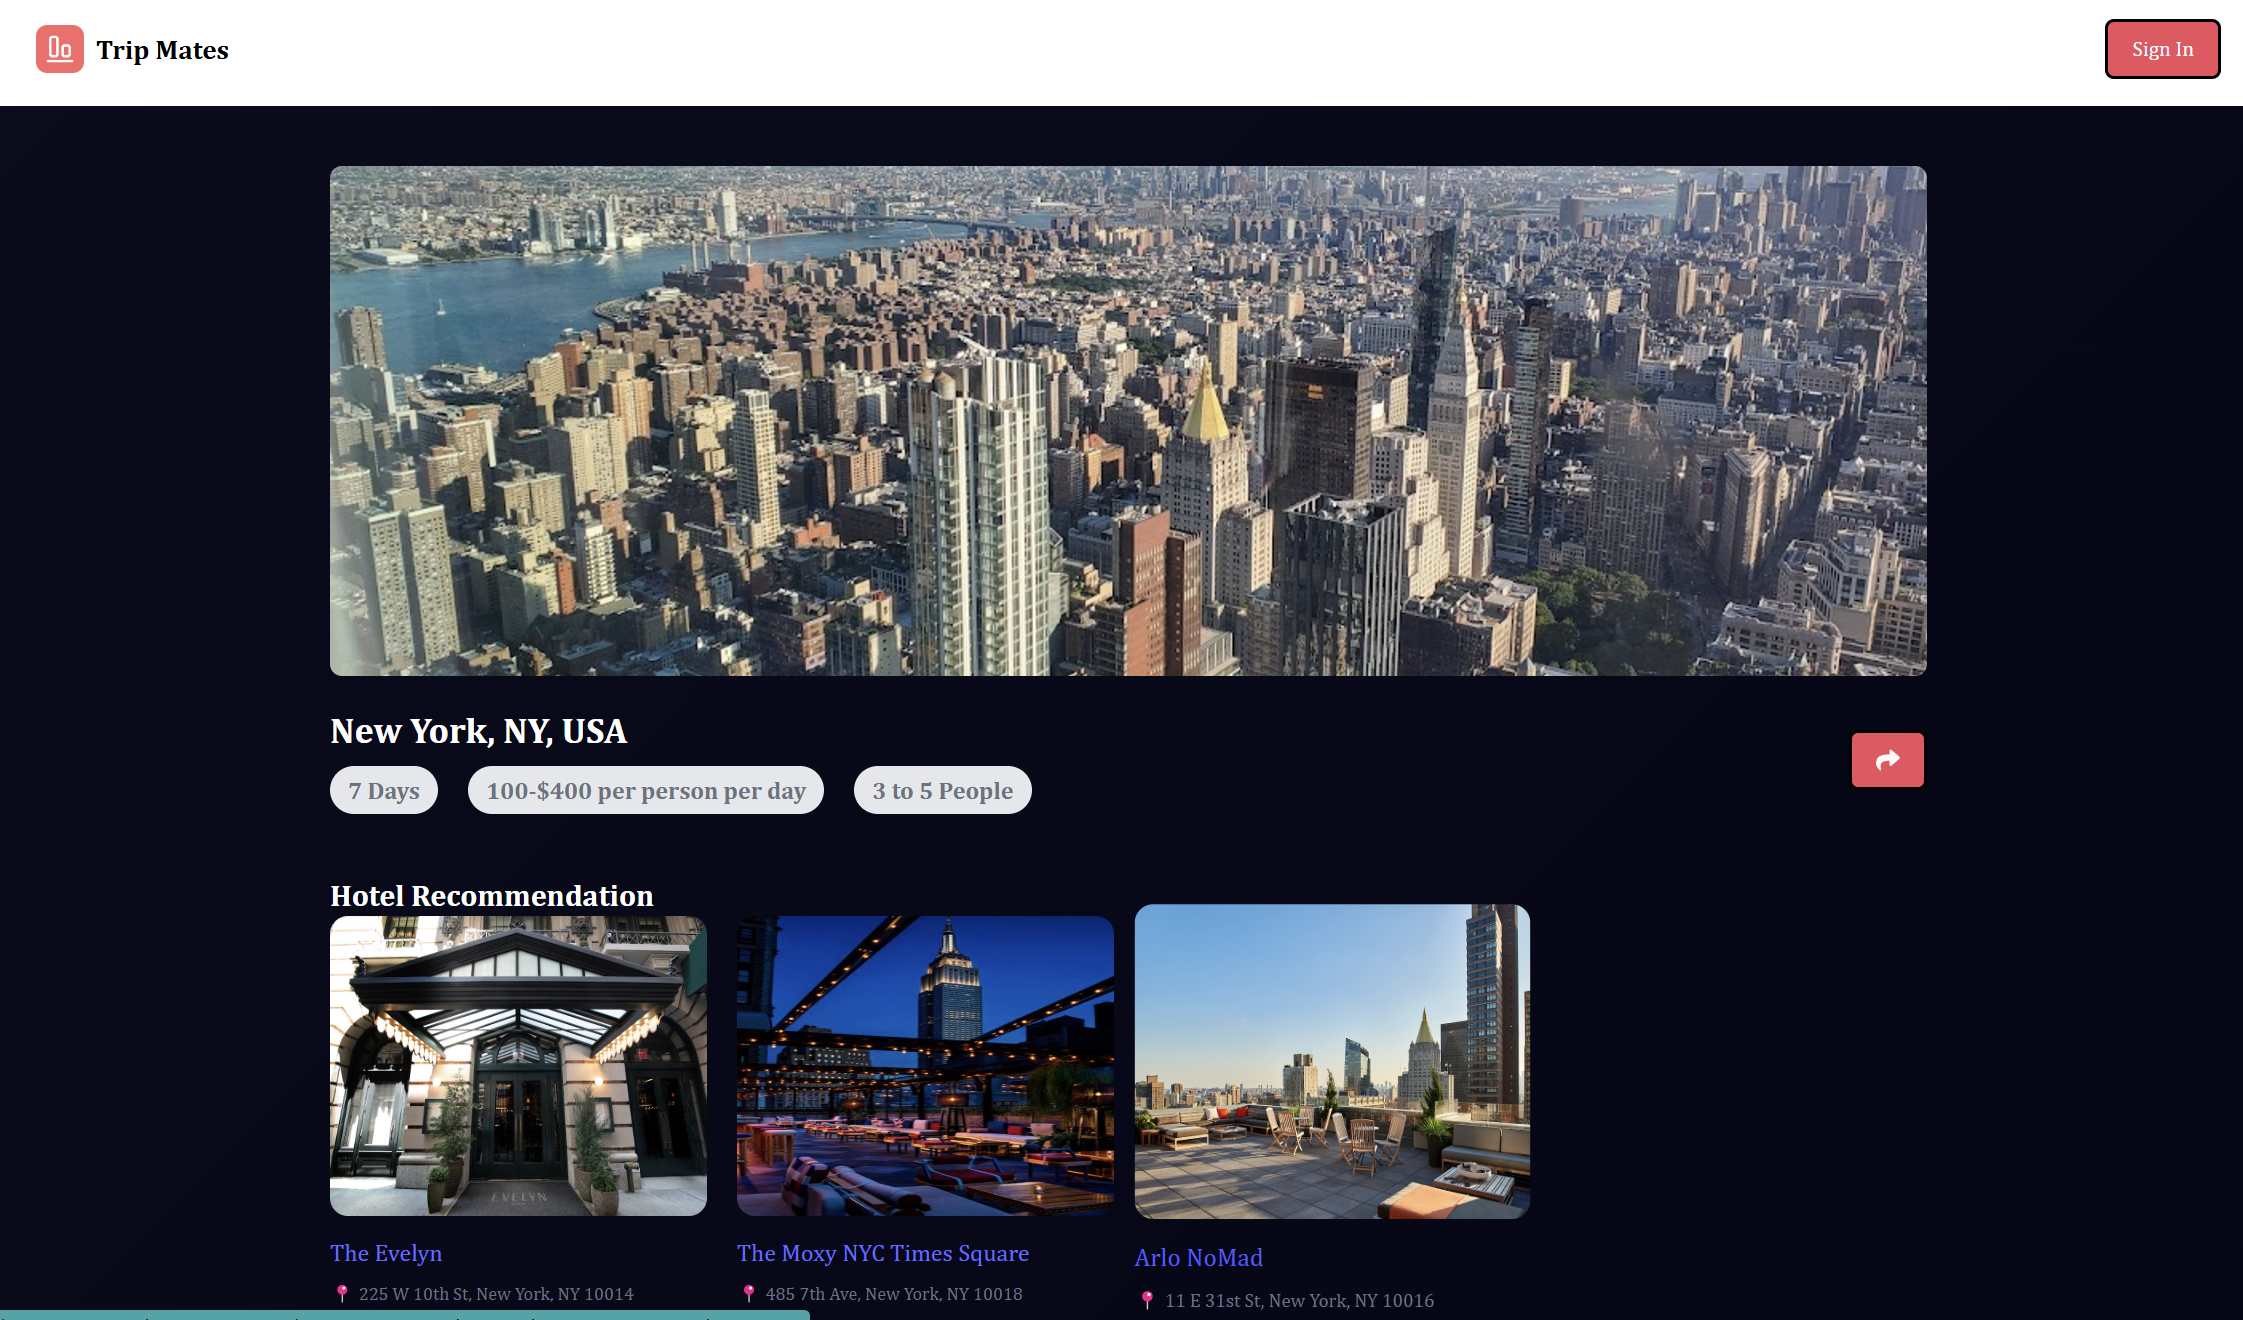 Trip Mates
Sign In
New York, NY, USA
7 Days
100-$400 per person per day
3 to 5 People
Hotel Recommendation
EVELYN
The Evelyn
The Moxy NYC Times Square
Arlo NoMad
225 W 10th St, New York, NY 10014
485 7th Ave, New York, NY 10018
11 E 31st St, New York, NY 10016